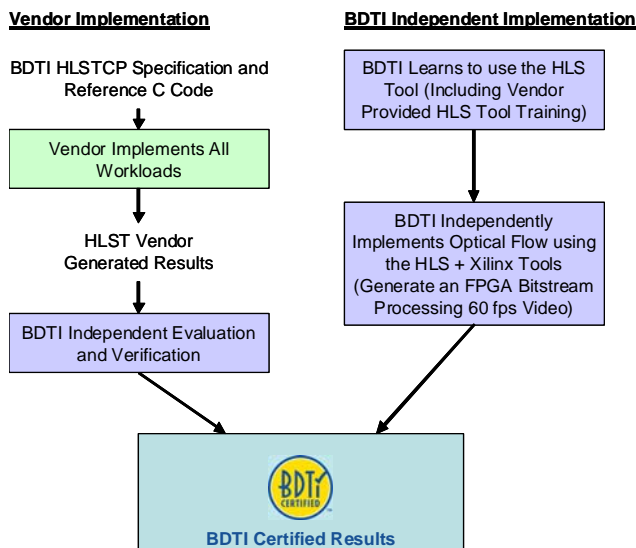 Vendor Implementation
BDTI HLSTCP Specification and
Reference C Code
Vendor Implements All
Workloads
HLST Vendor
Generated Results
BDTI Independent Evaluation
and Verification
BDTI Independent Implementation
BDTI Learns to use the HLS
Tool (Including Vendor
Provided HLS Tool Training)
BDTI Independently
Implements Optical Flow using
the HLS + Xilinx Tools
(Generate an FPGA Bitstream
Processing 60 fps Video)
BDTI
CERTIFIED
BDTI Certified Results